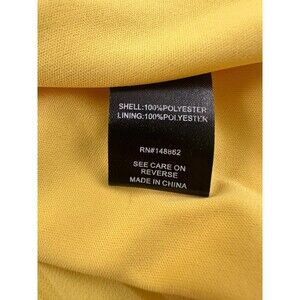 SHELL:100%POLYESTER
LINING:100%POLYESTER
RN#148862
SEE CARE ON
REVERSE
MADE IN CHINA